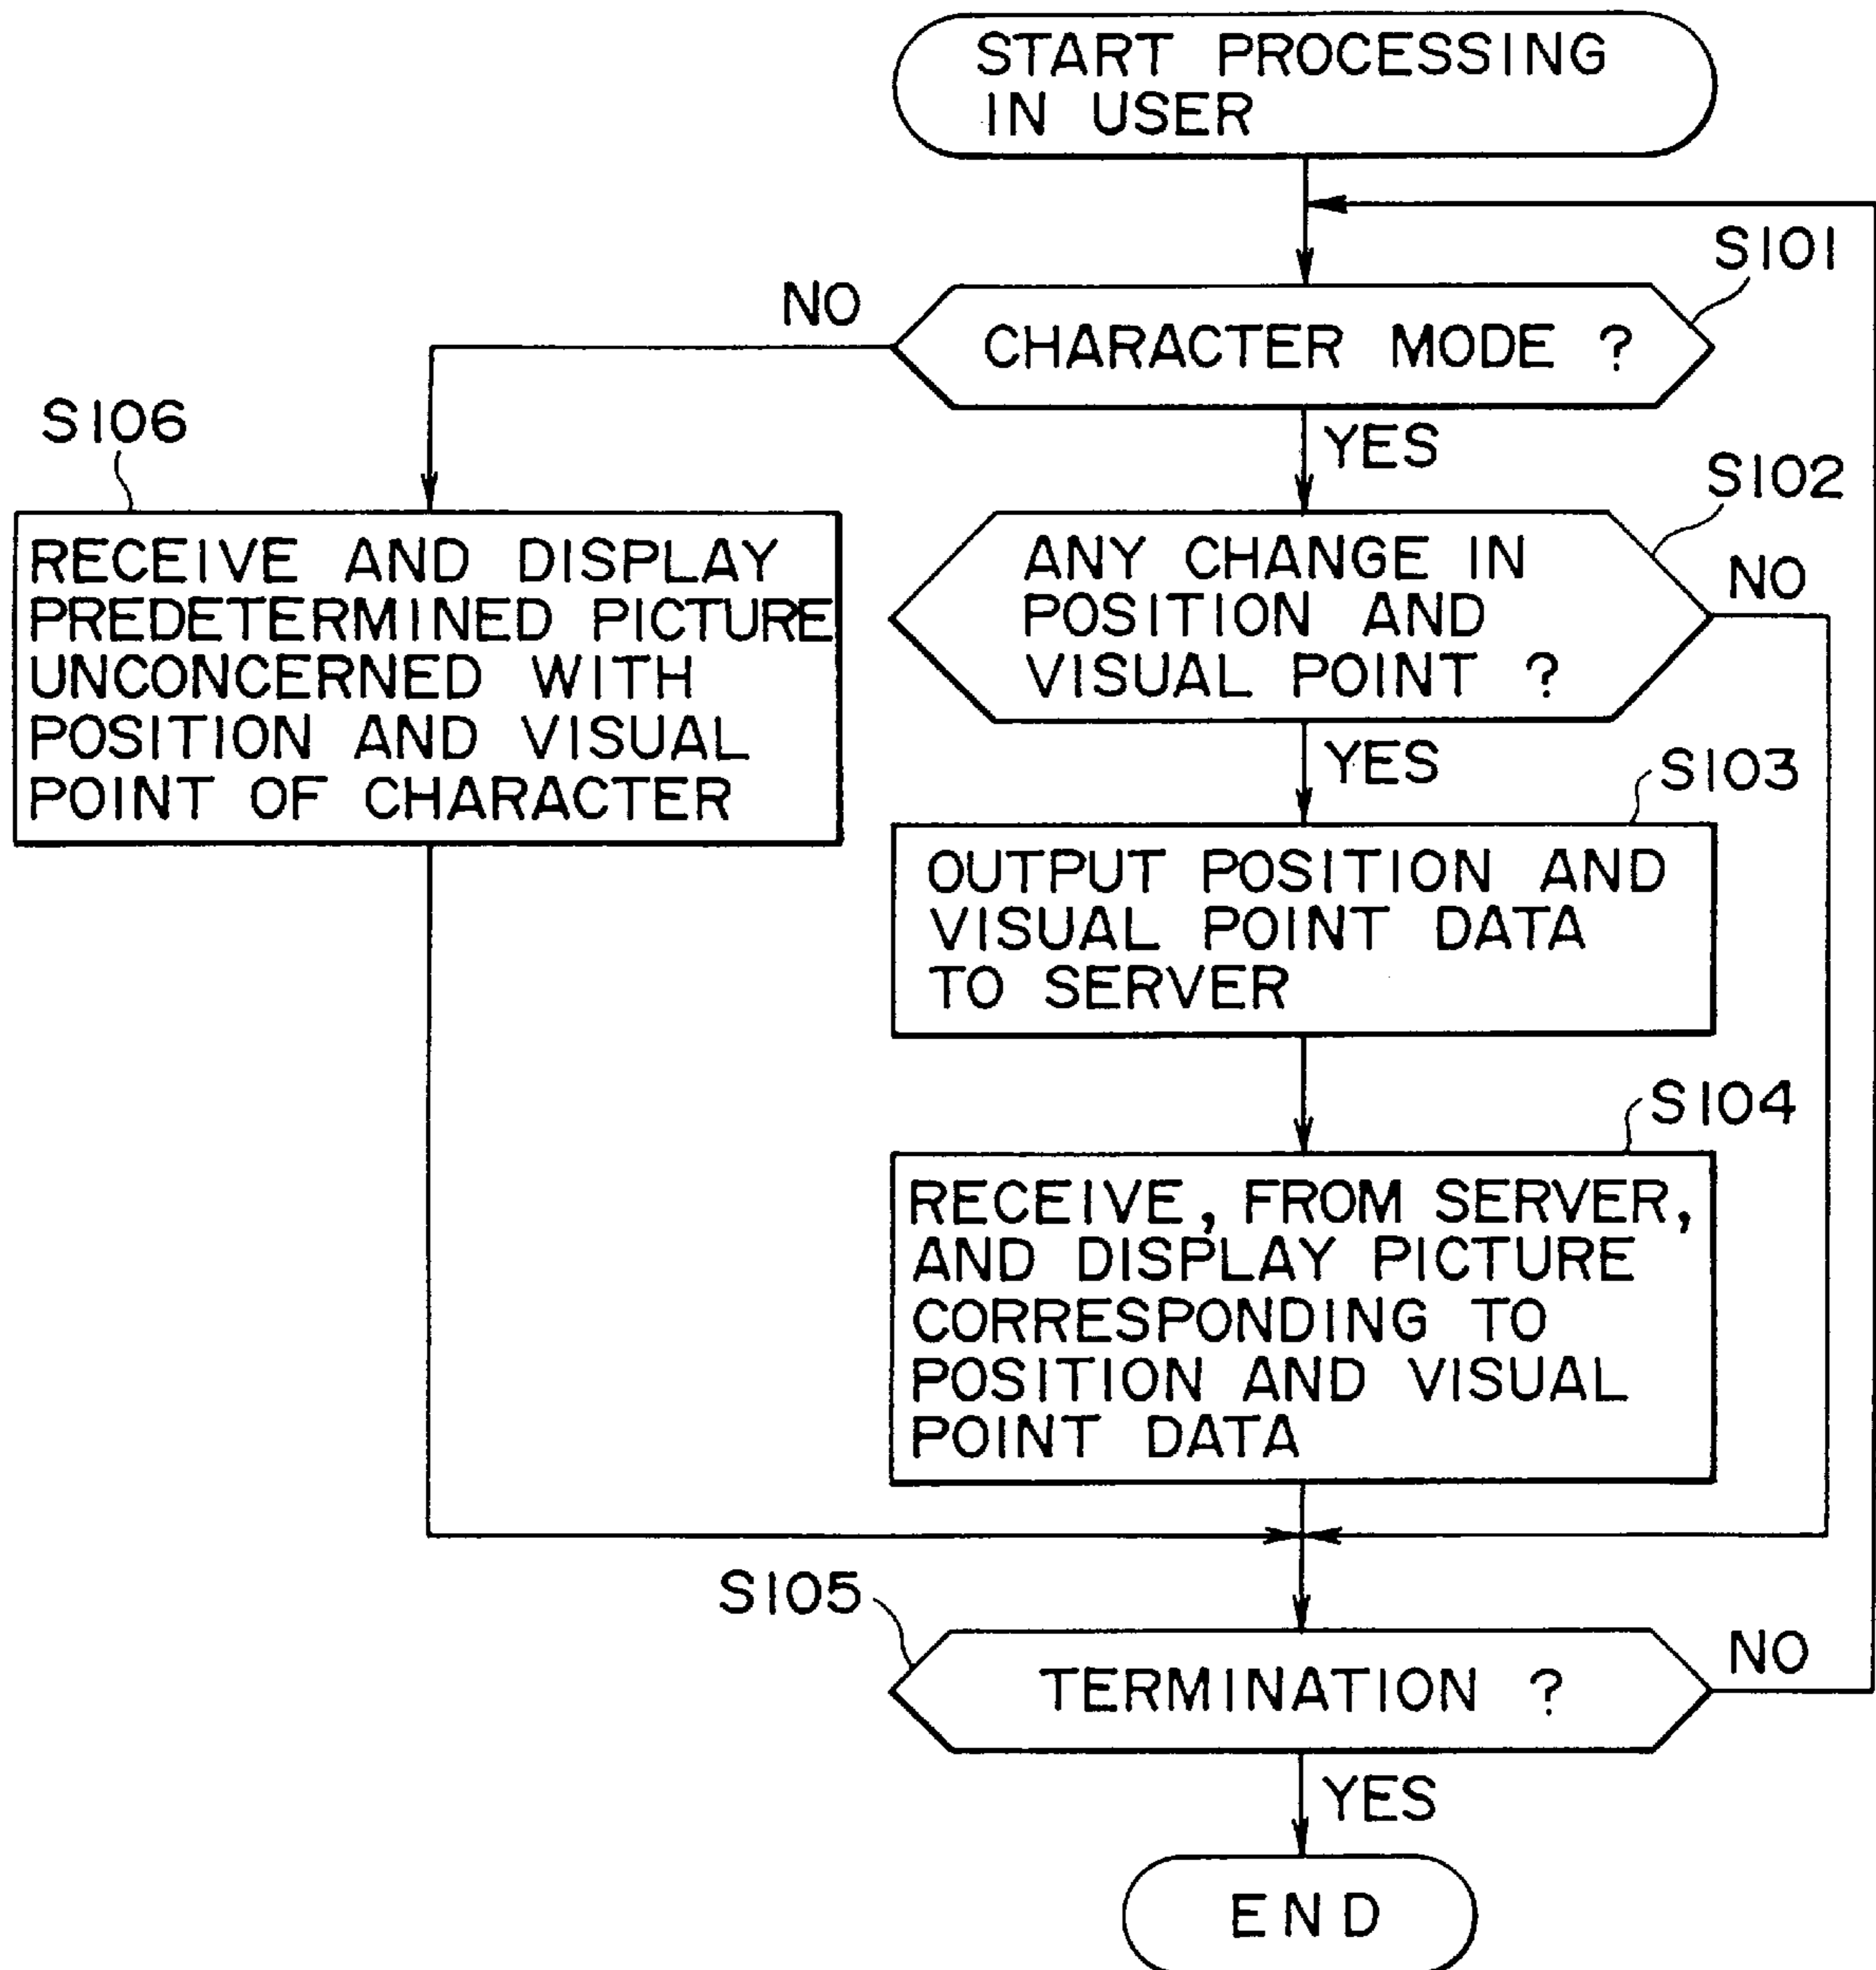 START PROCESSING
IN USER
S101
NO
CHARACTER MODE ?
S106
YES
S102
RECEIVE AND DISPLAY
PREDETERMINED PICTURE
UNCONCERNED WITH
POSITION AND VISUAL
POINT OF CHARACTER
ANY CHANGE IN
POSITION AND
VISUAL POINT ?
NO
YES
S103
OUTPUT POSITION AND
VISUAL POINT DATA
TO SERVER
S104
RECEIVE, FROM SERVER,
AND DISPLAY PICTURE
CORRESPONDING TO
POSITION AND VISUAL
POINT DATA
S105
TERMINATION ?
NO
YES
END